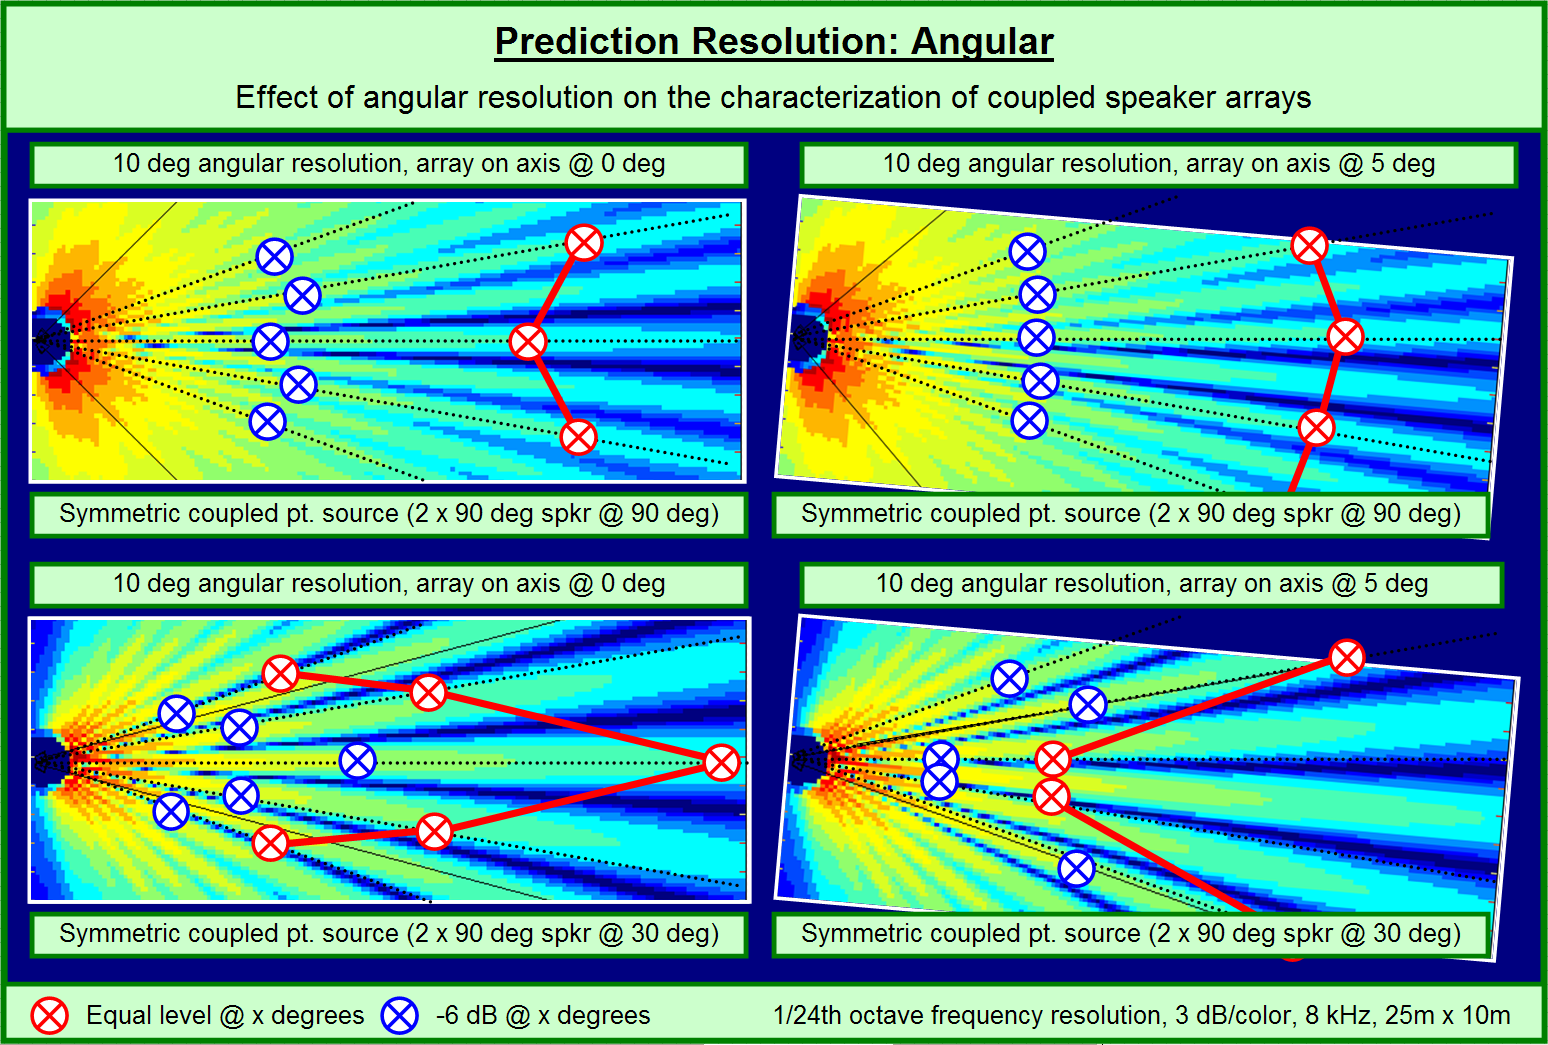 Prediction Resolution: Angular
Effect of angular resolution on the characterization of coupled speaker arrays
10 deg angular resolution, array on axis @ 0 deg
10 deg angular resolution, array on axis @ 5 deg
Symmetric coupled pt. source (2 x 90 deg spkr @ 90 deg)
Symmetric coupled pt. source (2 x 90 deg spkr @ 90 deg)
10 deg angular resolution, array on axis @ 0 deg
10 deg angular resolution, array on axis @ 5 deg
Symmetric coupled pt. source (2 x 90 deg spkr @ 30 deg)
Symmetric coupled pt. source (2 x 90 deg spkr @ 30 deg)
Equal level @ x degrees
-6 dB @ x degrees
1/24th octave frequency resolution, 3 dB/color, 8 kHz, 25m x 10m